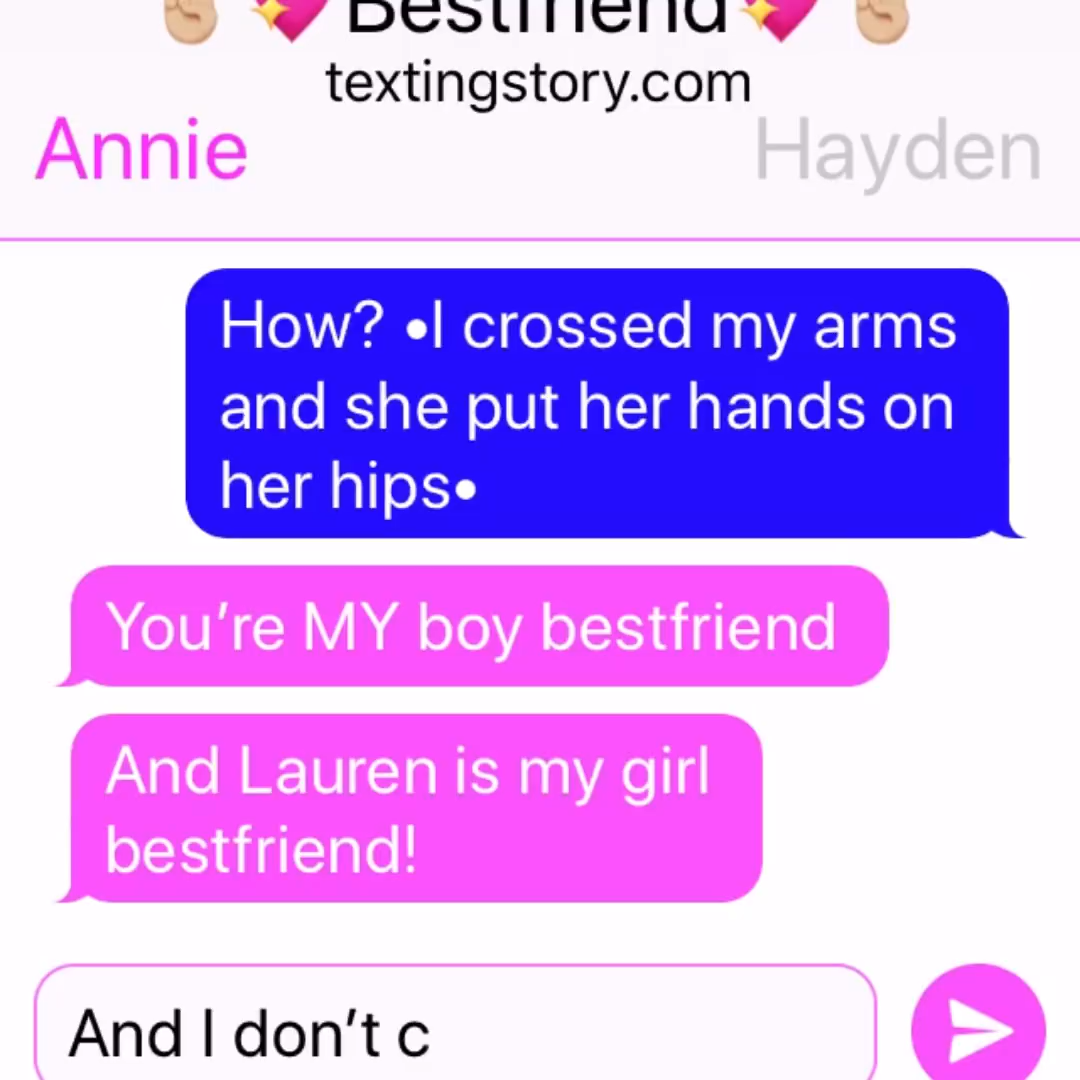 Bestfriend
textingstory.com
Annie
Hayden
How? •I crossed my arms
and she put her hands on
her hips•
You’re MY boy bestfriend
And Lauren is my girl
bestfriend!
And I don’t c